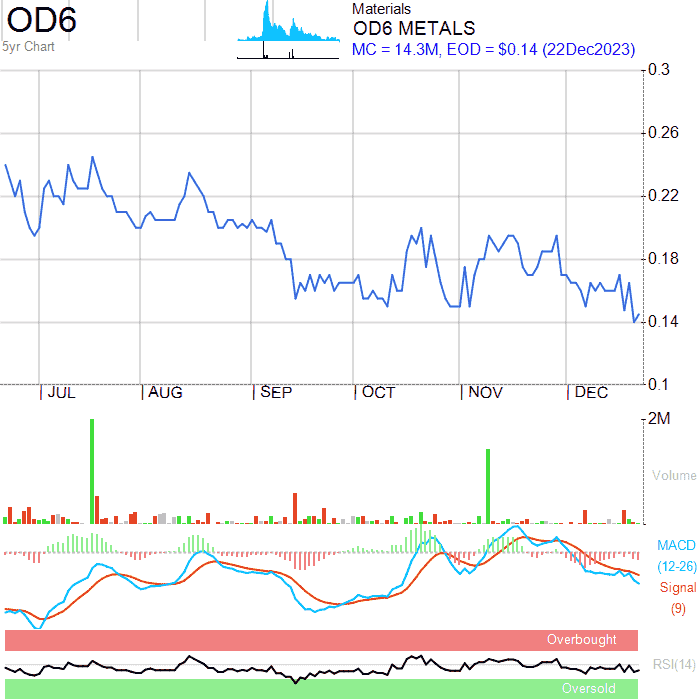 OD6
5yr Chart
Materials
OD6 METALS
MC = 14.3M, EOD = $0.14 (22Dec2023)
0.3
0.26
0.22
0.18
0.14
0.1
JUL AUG SEP OCT NOV DEC
2M
Volume
MACD
(12-26)
Signal
(9)
Overbought
RSI(14)
Oversold